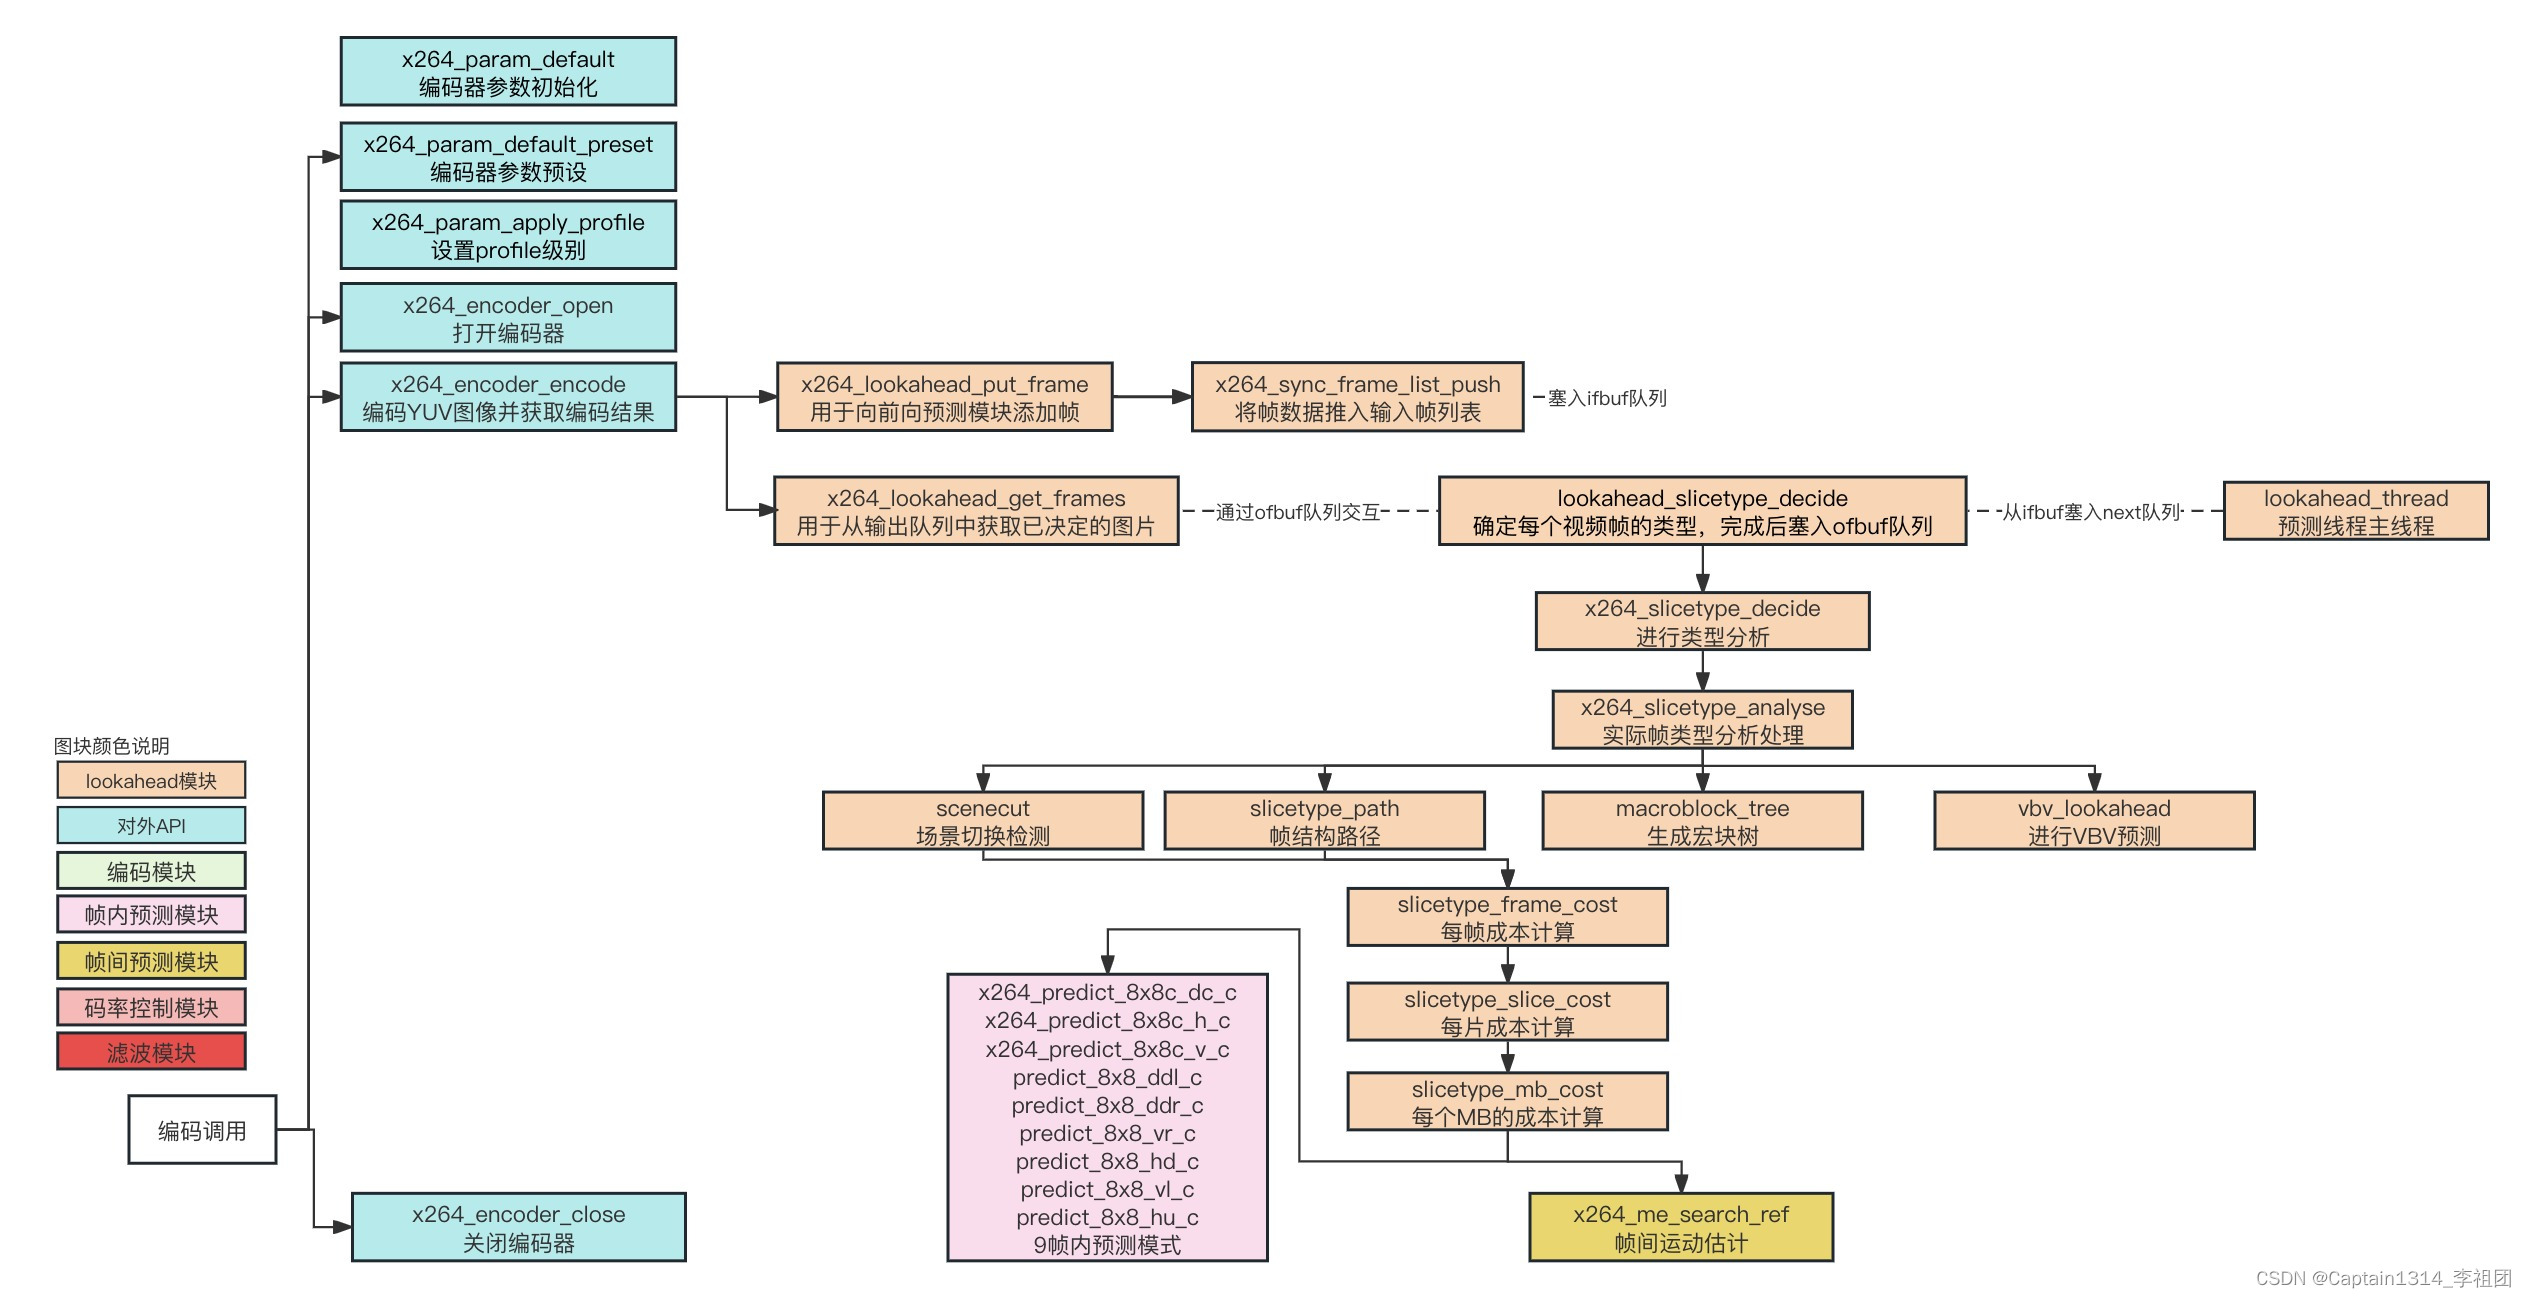 x264_param_default
编码器参数初始化
x264_param_default_preset
编码器参数预设
x264_param_apply_profile
设置profile级别
x264_encoder_open
打开编码器
x264_encoder_encode
编码YUV图像并获取编码结果
x264_lookahead_put_frame
用于向前向预测模块添加帧
x264_sync_frame_list_push
将帧数据推入输入帧列表
塞入ifbuf队列
x264_lookahead_get_frames
用于从输出队列中获取已决定的图片
通过ofbuf队列交互
lookahead_slicetype_decide
确定每个视频帧的类型，完成后塞入ofbuf队列
从ifbuf塞入next队列
lookahead_thread
预测线程主线程
x264_slicetype_decide
进行类型分析
x264_slicetype_analyse
实际帧类型分析处理
scenecut
场景切换检测
slicetype_path
帧结构路径
macroblock_tree
生成宏块树
vbv_lookahead
进行VBV预测
slicetype_frame_cost
每帧成本计算
slicetype_slice_cost
每片成本计算
slicetype_mb_cost
每个MB的成本计算
x264_predict_8x8c_dc_c
x264_predict_8x8c_h_c
x264_predict_8x8c_v_c
predict_8x8_ddl_c
predict_8x8_ddr_c
predict_8x8_vr_c
predict_8x8_hd_c
predict_8x8_vl_c
predict_8x8_hu_c
9帧内预测模式
x264_me_search_ref
帧间运动估计
图块颜色说明
lookahead模块
对外API
编码模块
帧内预测模块
帧间预测模块
码率控制模块
滤波模块
编码调用
x264_encoder_close
关闭编码器
CSDN @Captain1314_李祖团